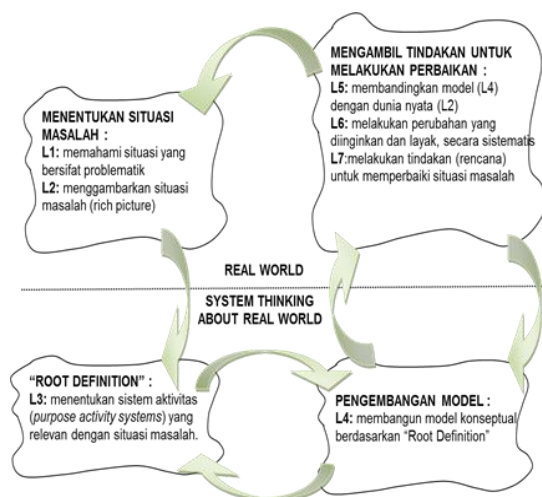 MENENTUKAN SITUASI
MASALAH :
L1: memahami situasi yang
bersifat problematik
L2: menggambarkan situasi
masalah (rich picture)
MENGAMBIL TINDAKAN UNTUK
MELAKUKAN PERBAIKAN :
L5: membandingkan model (L4)
dengan dunia nyata (L2)
L6: melakukan perubahan yang
diinginkan dan layak, secara sistematis
L7:melakukan tindakan (rencana)
untuk memperbaiki situasi masalah
REAL WORLD
SYSTEM THINKING
ABOUT REAL WORLD
“ROOT DEFINITION” :
L3: menentukan sistem aktivitas
(purpose activity systems) yang
relevan dengan situasi masalah.
PENGEMBANGAN MODEL :
L4: membangun model konseptual
berdasarkan “Root Definition”